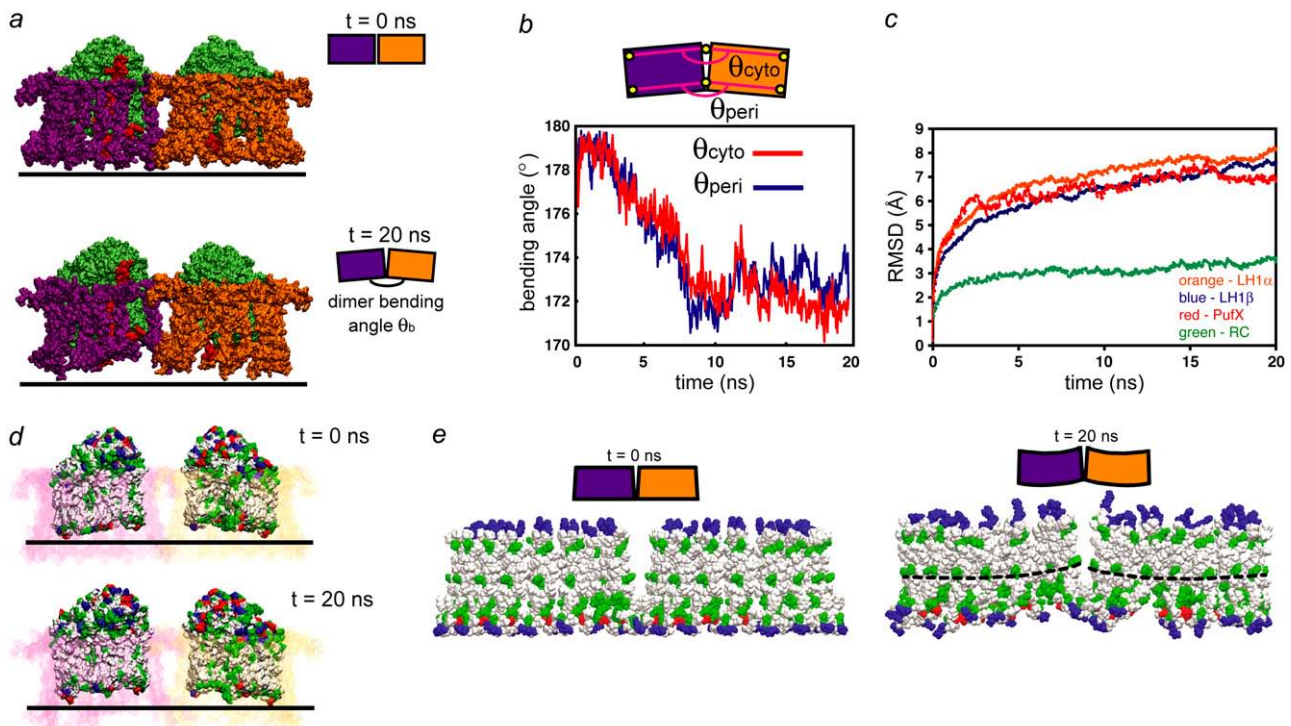 a
t = 0 ns
t = 20 ns
dimer bending
angle θb
b
θcyto
θperi
180
178
176
174
172
170
bending angle (°)
θcyto
θperi
0 5 10 15 20
time (ns)
c
9
8
7
6
5
4
3
2
1
0
RMSD (Å)
orange - LH1α
blue - LH1β
red - PufX
green - RC
0 5 10 15 20
time (ns)
d
t = 0 ns
t = 20 ns
e
t = 0 ns
t = 20 ns